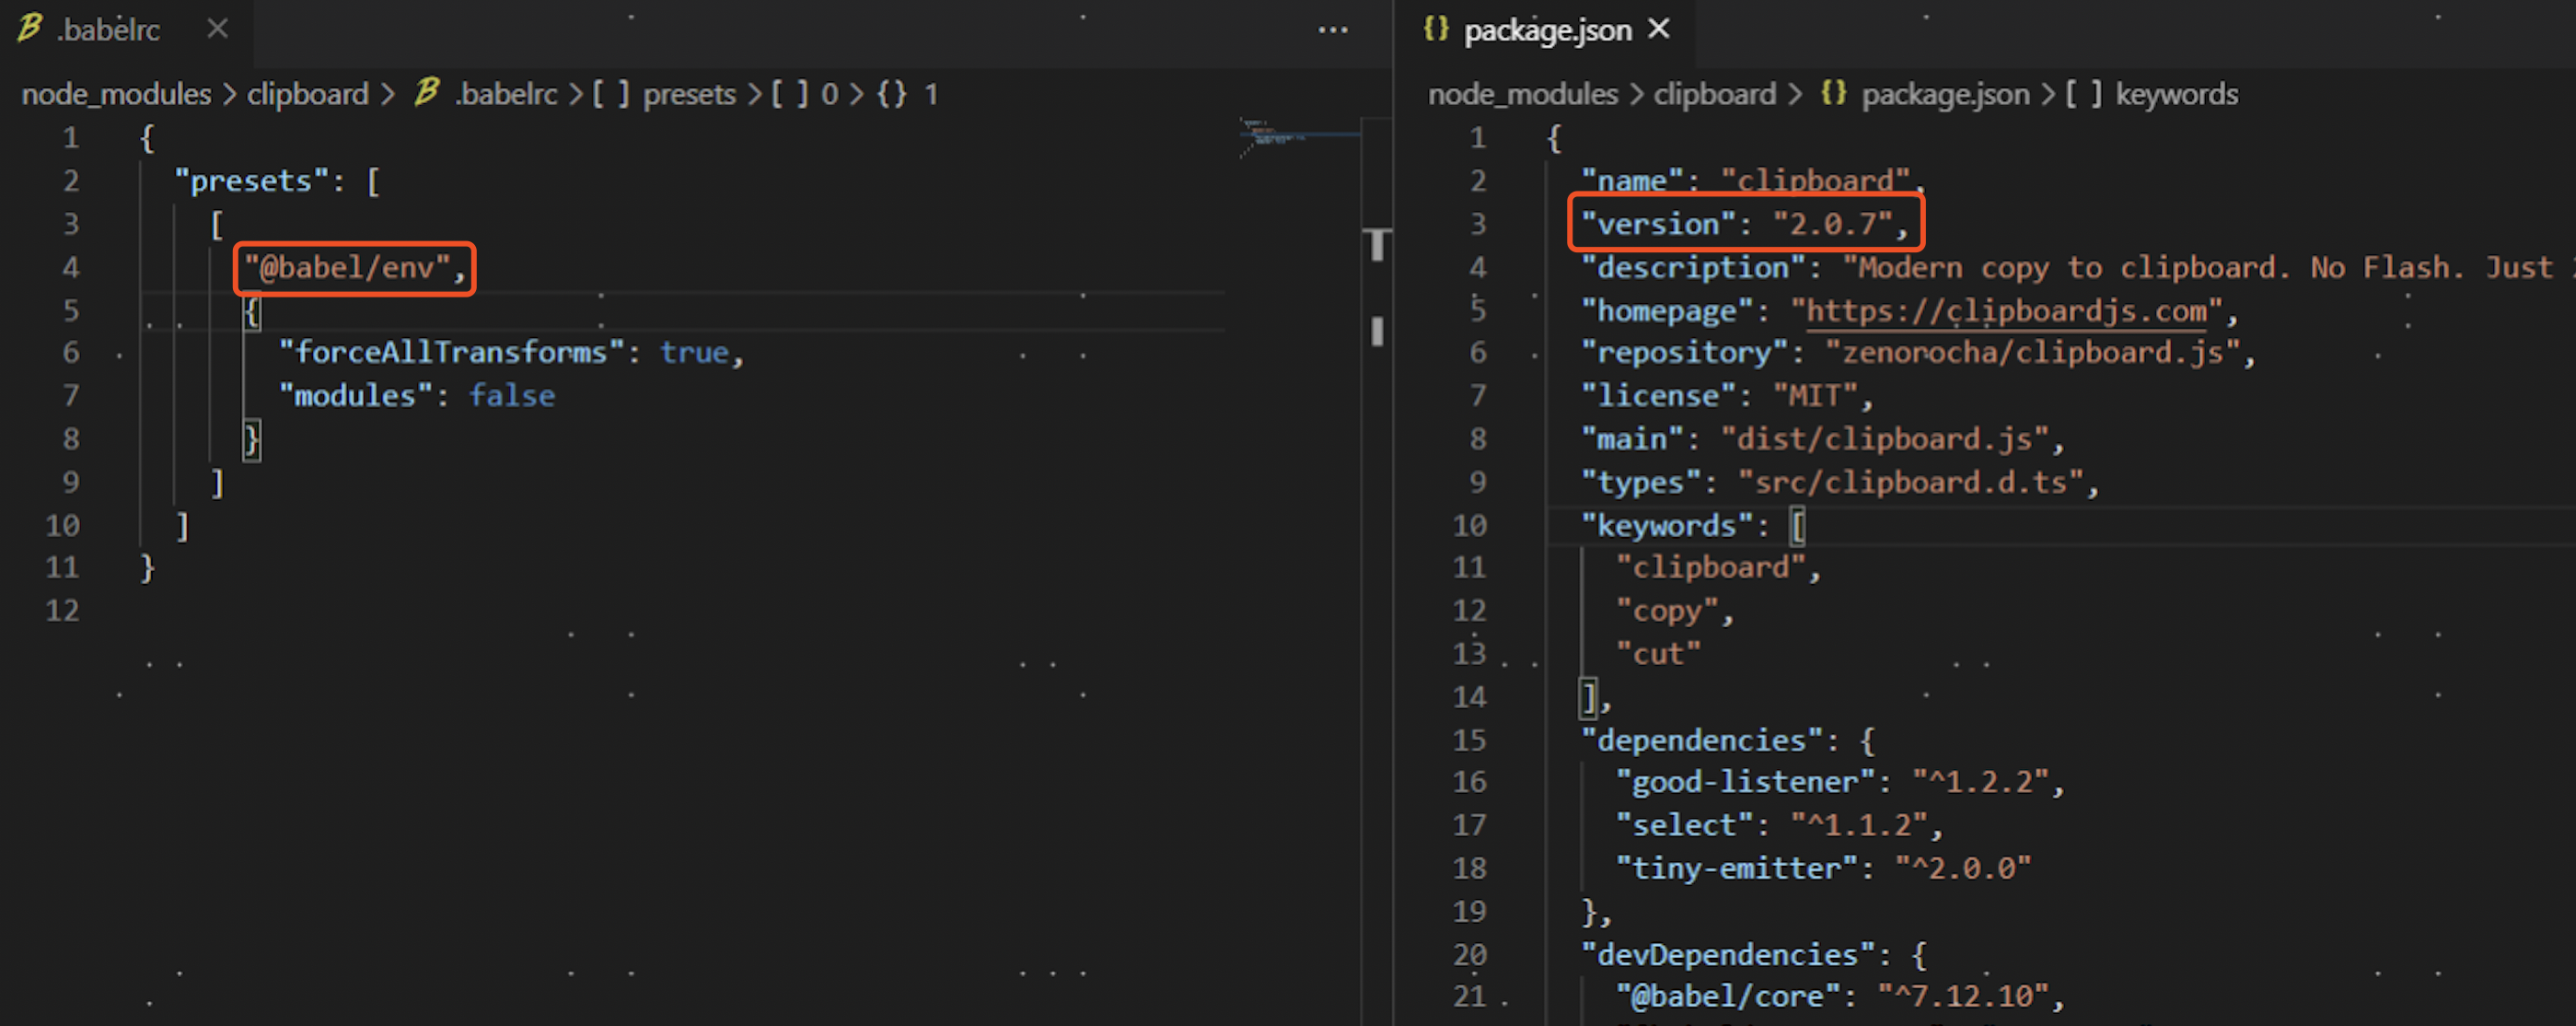 .babelrc
node_modules > clipboard > .babelrc > [ ] presets > [ ] 0 > {} 1
1 {
2 "presets": [
3 [
4 "@babel/env",
5 {
6 "forceAllTransforms": true,
7 "modules": false
8 }
9 ]
10 ]
11 }
12
{} package.json
node_modules > clipboard > {} package.json > [ ] keywords
1 {
2 "name": "clipboard",
3 "version": "2.0.7",
4 "description": "Modern copy to clipboard. No Flash. Just
5 "homepage": "https://clipboardjs.com",
6 "repository": "zenorocha/clipboard.js",
7 "license": "MIT",
8 "main": "dist/clipboard.js",
9 "types": "src/clipboard.d.ts",
10 "keywords": [
11 "clipboard",
12 "copy",
13 "cut"
14 ],
15 "dependencies": {
16 "good-listener": "^1.2.2",
17 "select": "^1.1.2",
18 "tiny-emitter": "^2.0.0"
19 },
20 "devDependencies": {
21 "@babel/core": "^7.12.10",